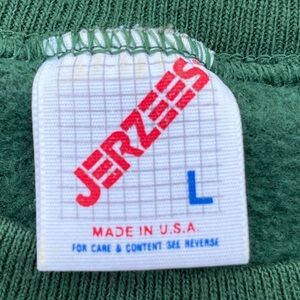 JERZEES
L
MADE IN U.S.A.
FOR CARE & CONTENT SEE REVERSE